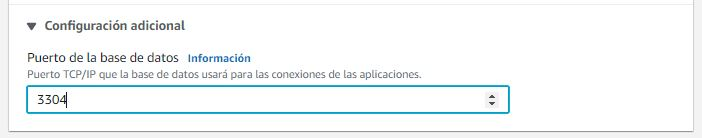 Configuración adicional
Puerto de la base de datos Información
Puerto TCP/IP que la base de datos usará para las conexiones de las aplicaciones.
3304